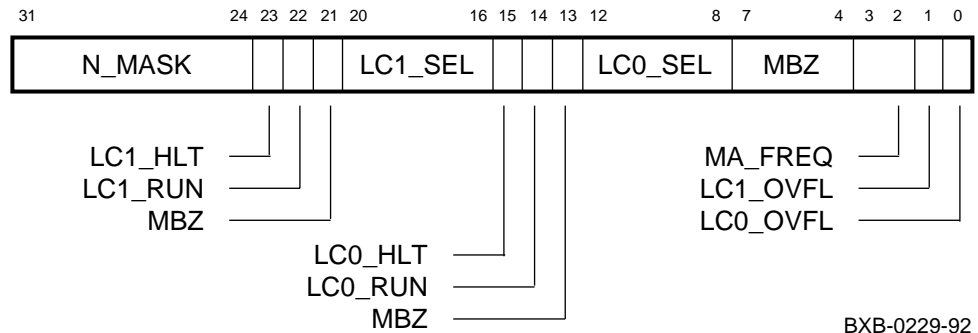 31 24 23 22 21 20 16 15 14 13 12 8 7 4 3 2 1 0
N_MASK LC1_SEL LC0_SEL MBZ
LC1_HLT MA_FREQ
LC1_RUN LC1_OVFL
MBZ LC0_OVFL
LC0_HLT
LC0_RUN
MBZ
BXB-0229-92